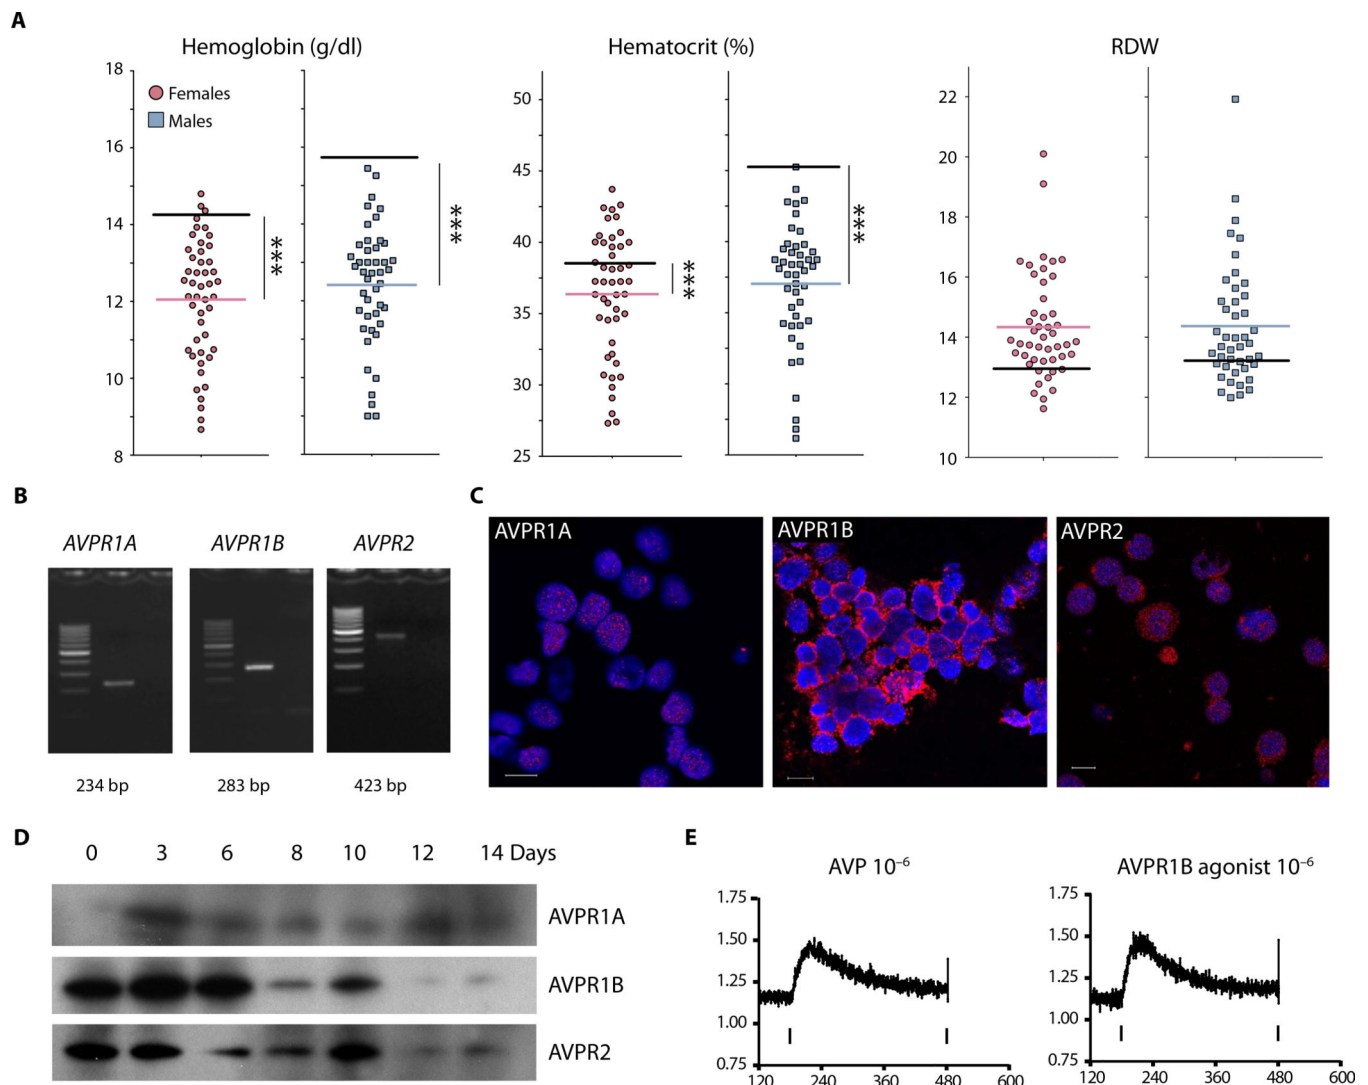 A
Hemoglobin (g/dl)
Hematocrit (%)
RDW
Females
Males
18
16
14
12
10
8
***
***
50
45
40
35
30
25
***
***
22
20
18
16
14
12
10
B
AVPR1A
AVPR1B
AVPR2
234 bp
283 bp
423 bp
C
AVPR1A
AVPR1B
AVPR2
D
0 3 6 8 10 12 14 Days
AVPR1A
AVPR1B
AVPR2
E
AVP 10⁻⁶
1.75
1.50
1.25
1.00
0.75
120 240 360 480 600
AVPR1B agonist 10⁻⁶
1.75
1.50
1.25
1.00
0.75
120 240 360 480 600